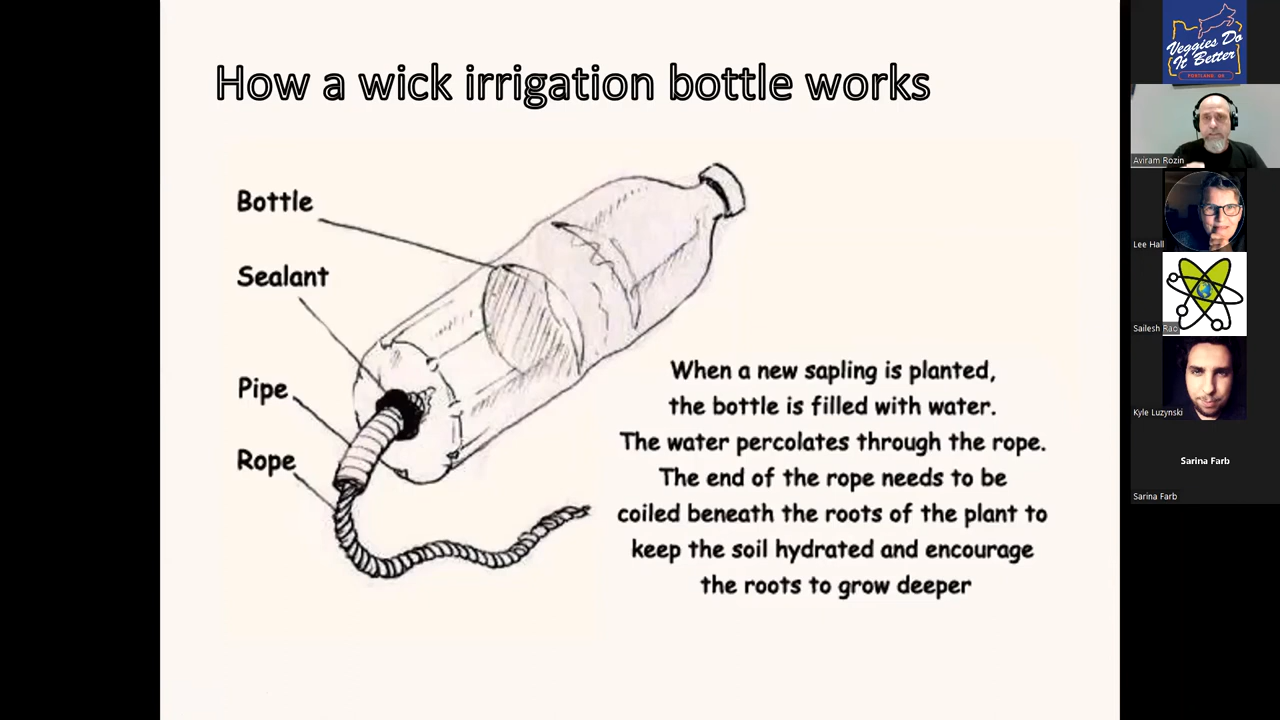 How a wick irrigation bottle works
Bottle
Sealant
Pipe
Rope
When a new sapling is planted,
the bottle is filled with water.
The water percolates through the rope.
The end of the rope needs to be
coiled beneath the roots of the plant to
keep the soil hydrated and encourage
the roots to grow deeper
Veggies Do
It Better
PORTLAND, OR
Aviram Rozin
Lee Hall
Sailesh Rao
Kyle Luzynski
Sarina Farb
Sarina Farb